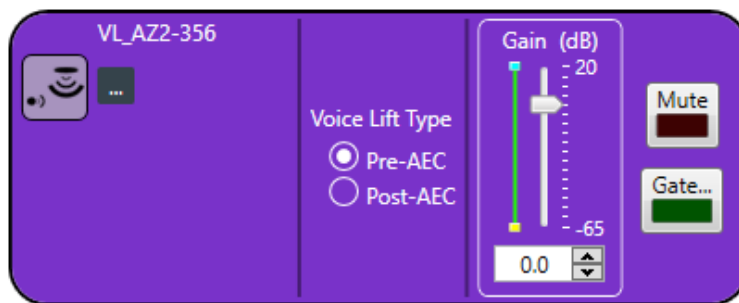 VL_AZ2-356
...
Voice Lift Type
Pre-AEC
Post-AEC
Gain (dB)
20
-65
0.0
Mute
Gate...